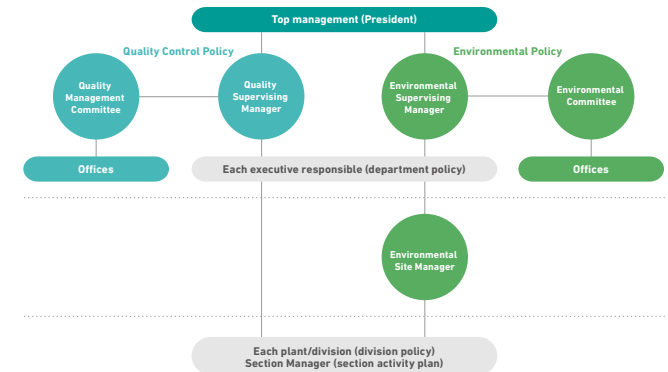 Top management (President)
Quality Control Policy
Environmental Policy
Quality
Management
Committee
Quality
Supervising
Manager
Environmental
Supervising
Manager
Environmental
Committee
Offices
Each executive responsible (department policy)
Offices
Environmental
Site Manager
Each plant/division (division policy)
Section Manager (section activity plan)